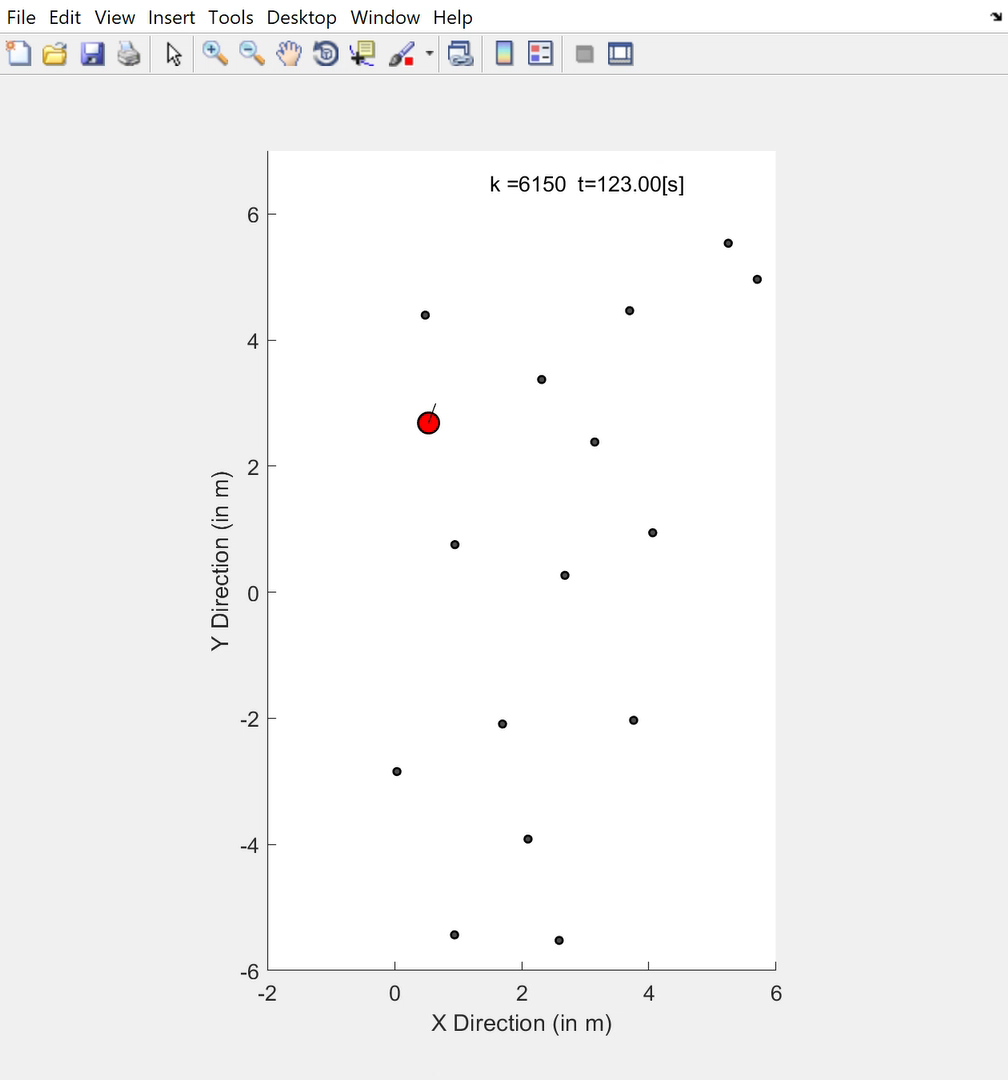 File Edit View Insert Tools Desktop Window Help
k =6150 t=123.00[s]
6
4
2
0
-2
-4
-6
Y Direction (in m)
-2 0 2 4 6
X Direction (in m)